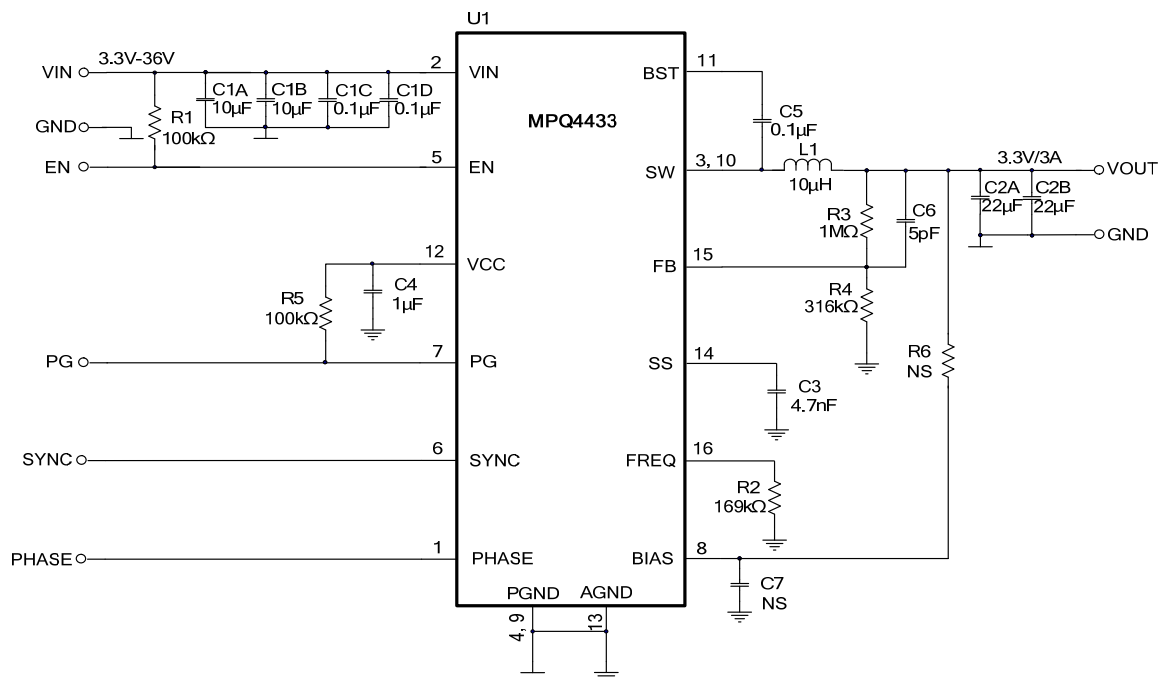 U1
3.3V-36V
VIN
2
VIN
BST
11
C1A
10µF
C1B
10µF
C1C
0.1µF
C1D
0.1µF
R1
100kΩ
GND
MPQ4433
C5
0.1µF
L1
10µH
EN
5
EN
SW
3, 10
3.3V/3A
VOUT
C2A
22µF
C2B
22µF
R3
1MΩ
C6
5pF
GND
12
VCC
FB
15
R5
100kΩ
C4
1µF
R4
316kΩ
PG
7
PG
SS
14
R6
NS
C3
4.7nF
SYNC
6
SYNC
FREQ
16
R2
169kΩ
PHASE
1
PHASE
BIAS
8
C7
NS
PGND
AGND
4, 9
13